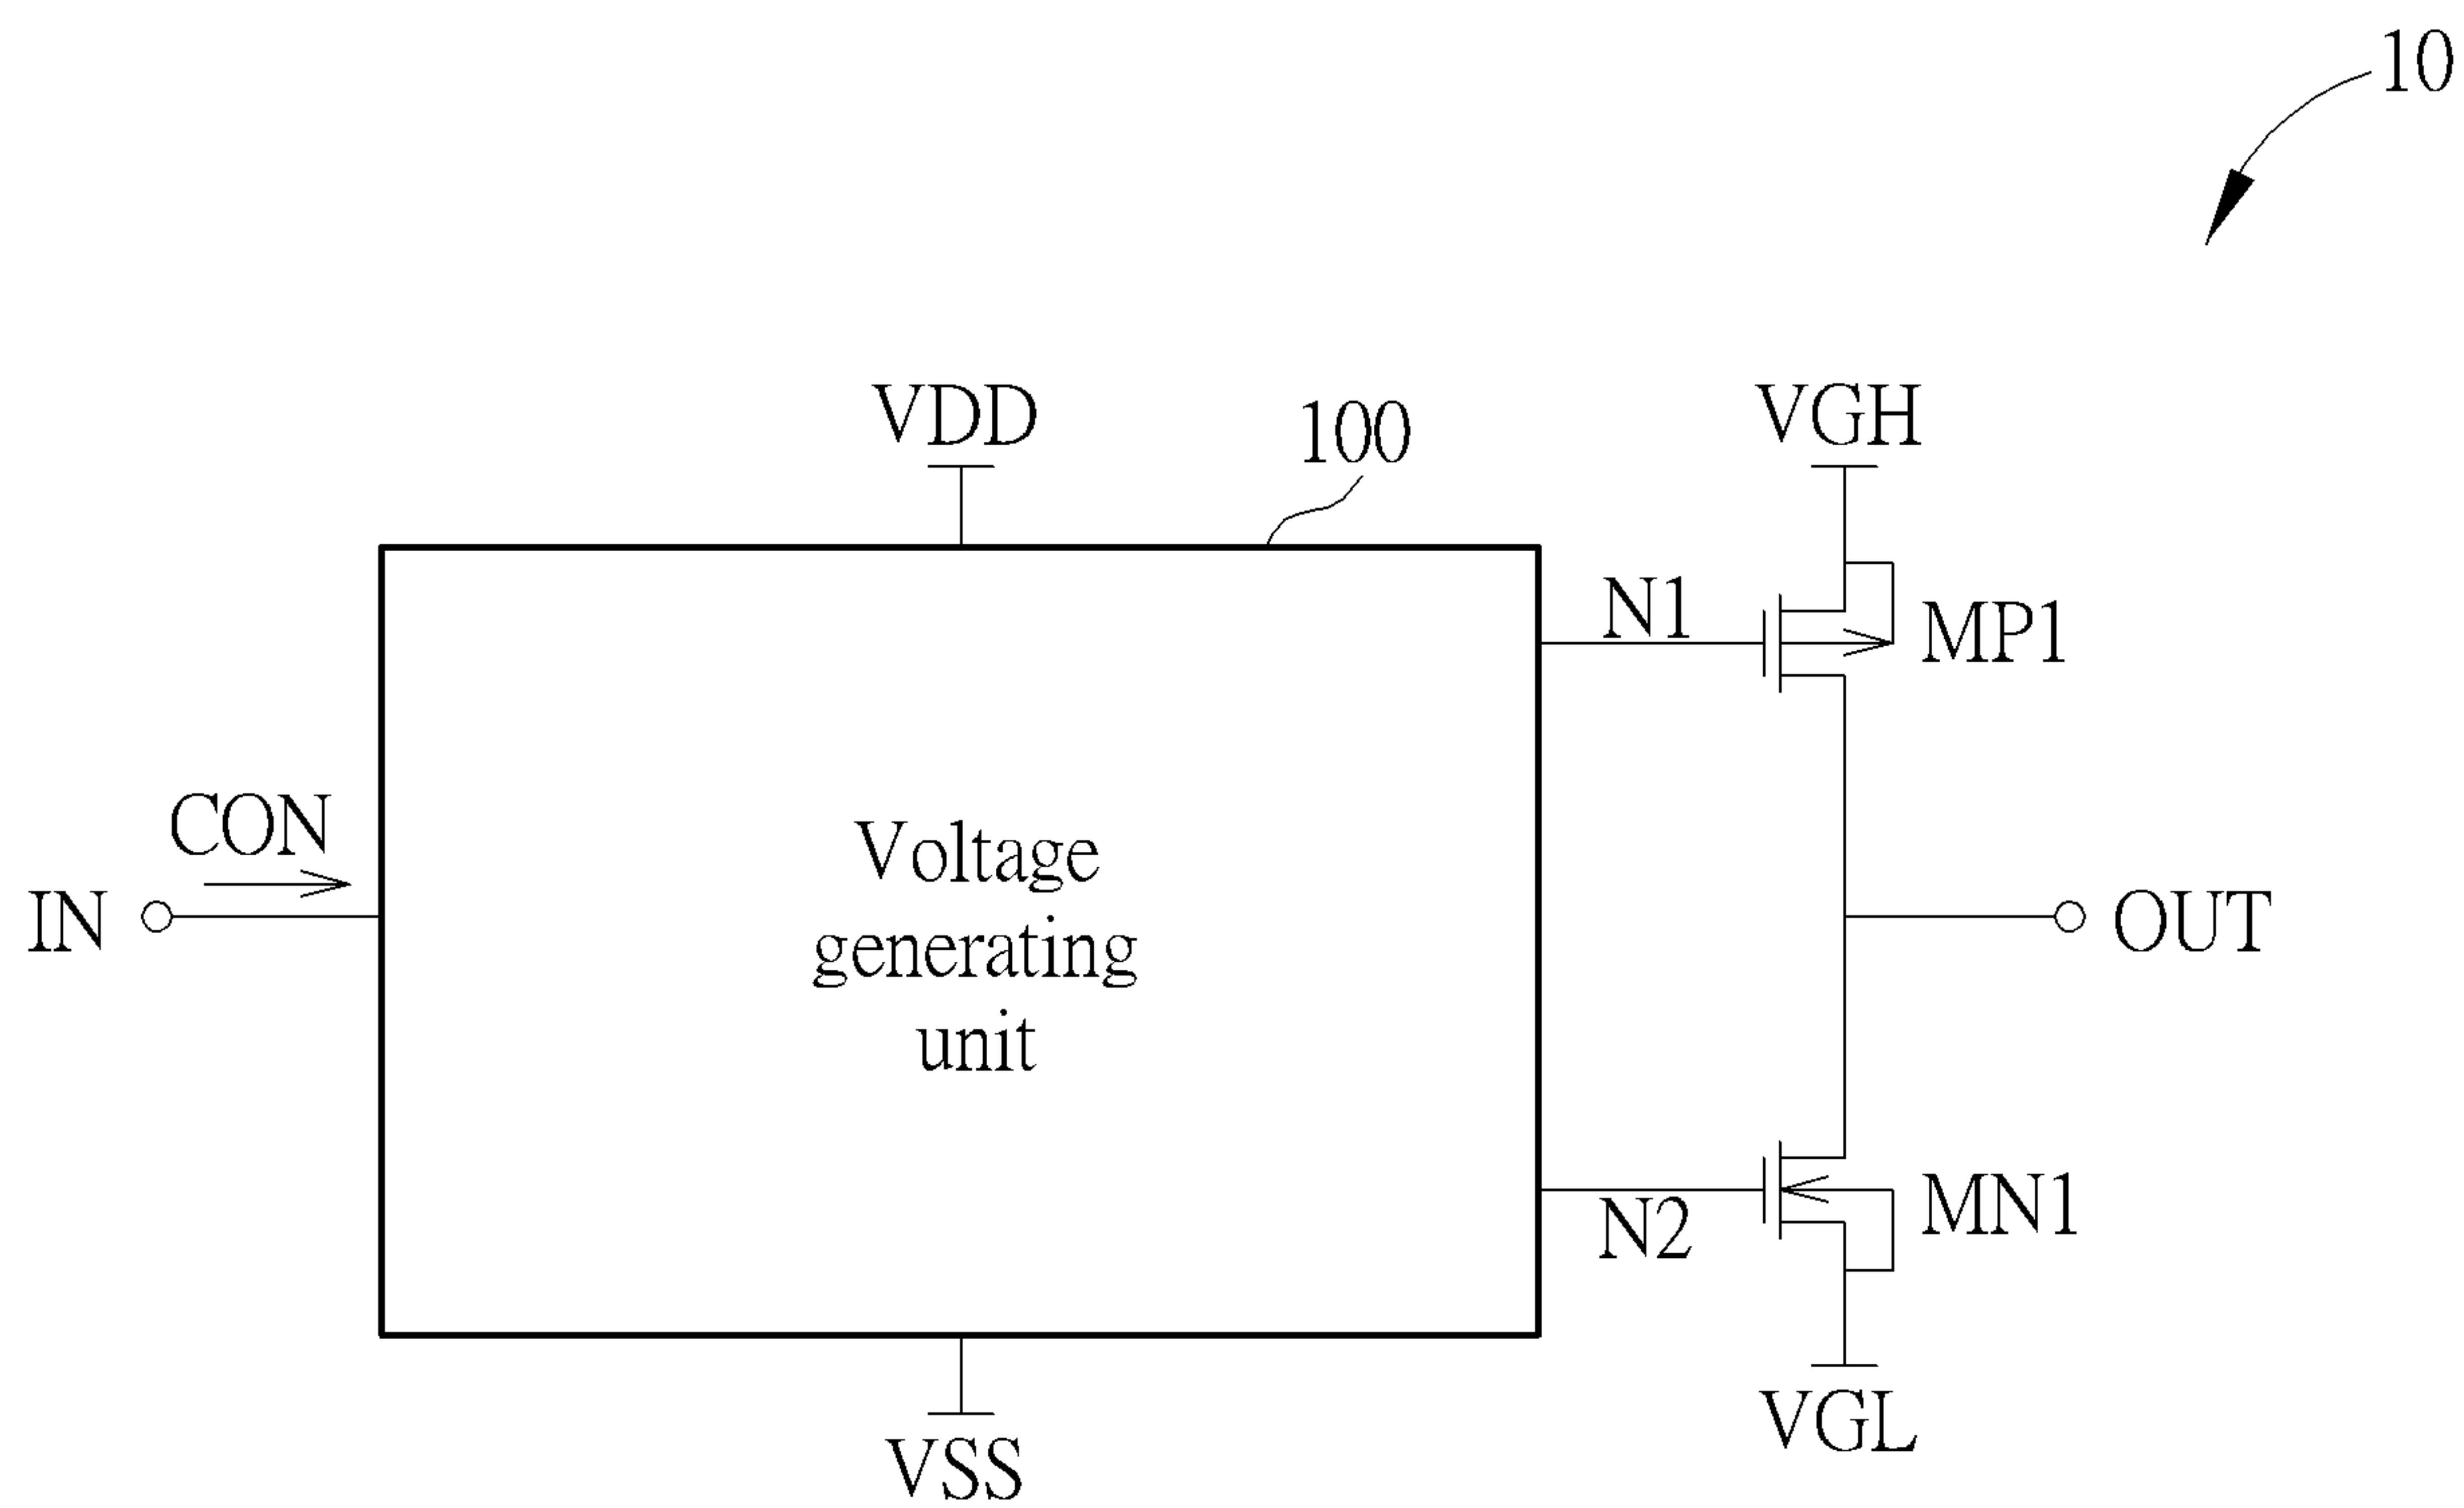 10
VDD
100
VGH
N1
MP1
CON
IN
Voltage
generating
unit
OUT
N2
MN1
VGL
VSS